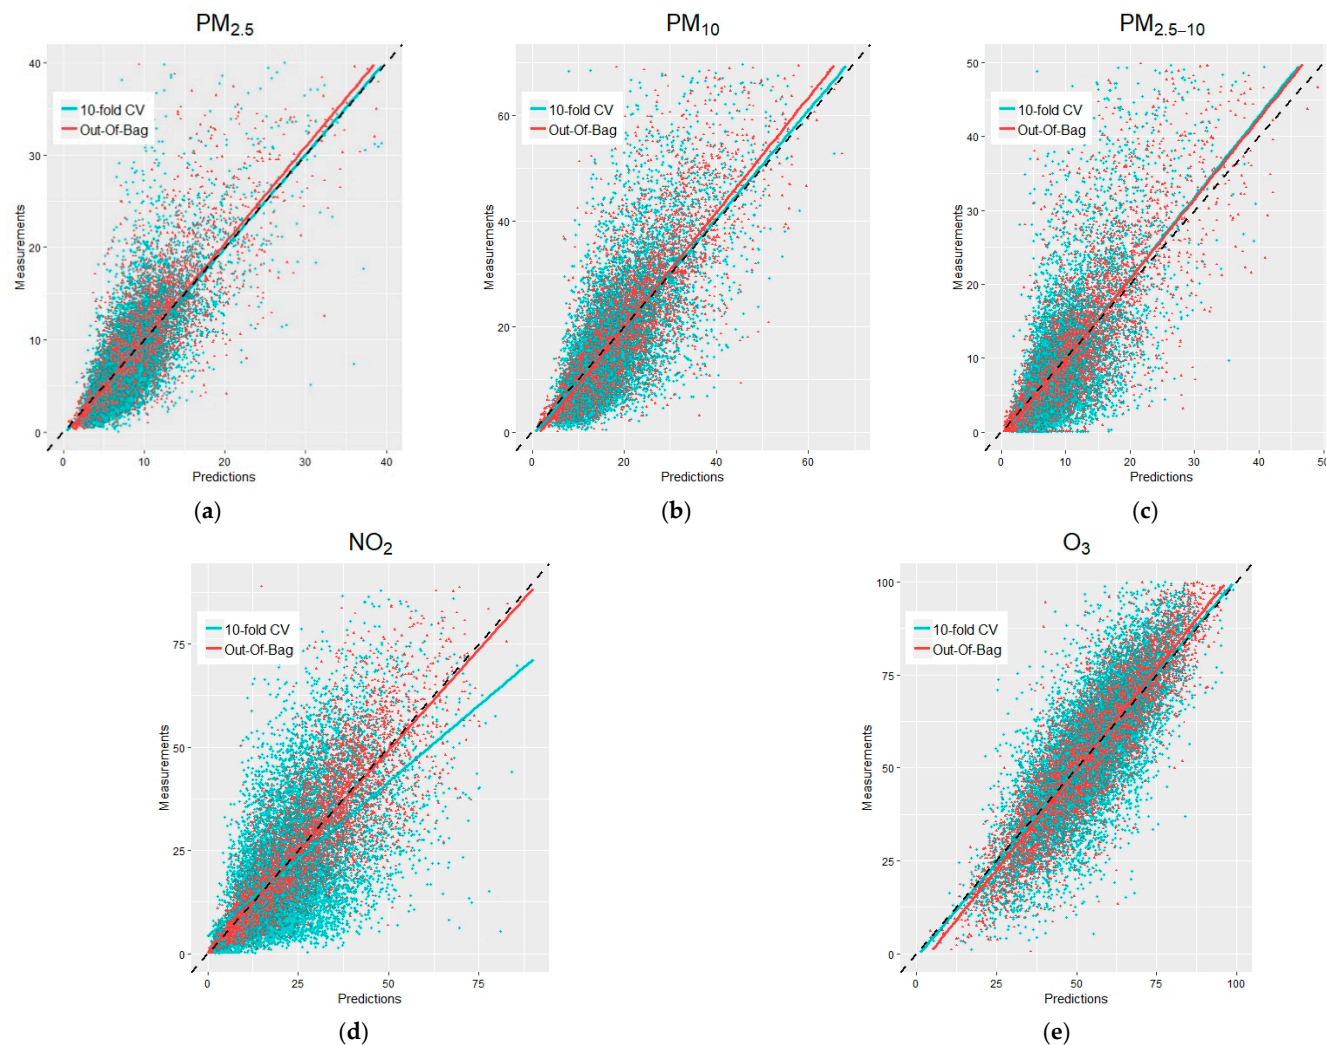 PM2.5
40
30
20
10
0
Measurements
10-fold CV
Out-Of-Bag
0 10 20 30 40
Predictions
(a)
PM10
60
40
20
0
Measurements
10-fold CV
Out-Of-Bag
0 20 40 60
Predictions
(b)
PM2.5–10
50
40
30
20
10
0
Measurements
10-fold CV
Out-Of-Bag
0 10 20 30 40 50
Predictions
(c)
NO2
75
50
25
0
Measurements
10-fold CV
Out-Of-Bag
0 25 50 75
Predictions
(d)
O3
100
75
50
25
0
Measurements
10-fold CV
Out-Of-Bag
0 25 50 75 100
Predictions
(e)